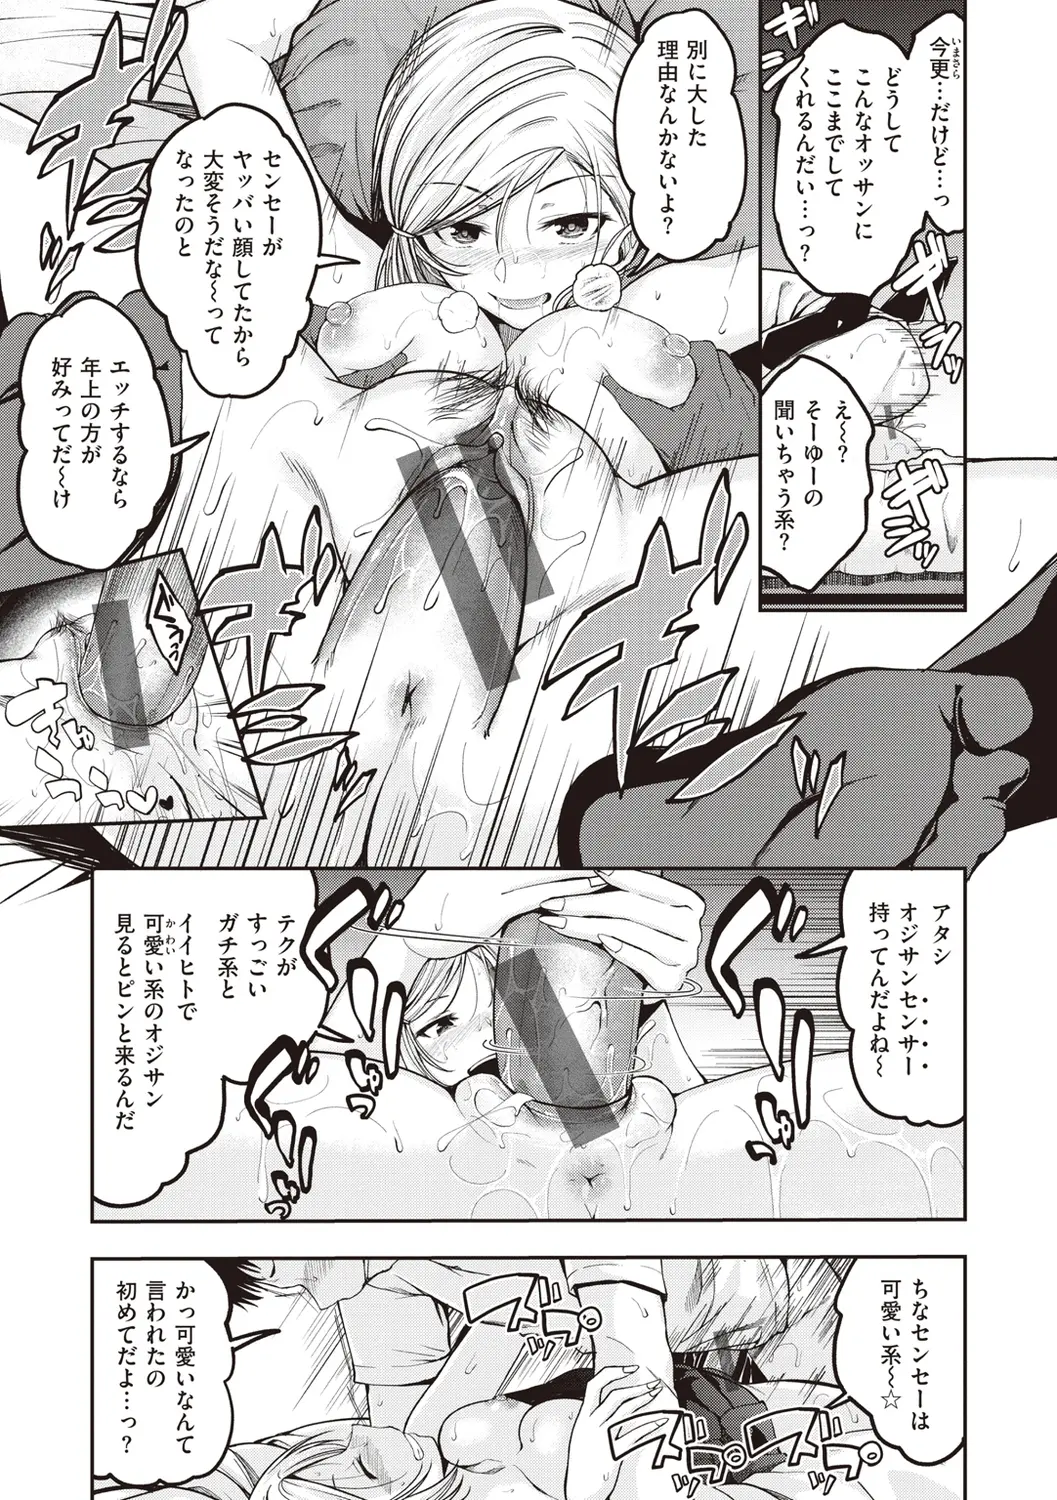 今更…だけど…っ
いまさら
どうして
こんなオッサンに
ここまでして
くれるんだい…っ?
え〜?
そーゆーの
聞いちゃう系?
別に大した
理由なんかないよ?
センセーが
ヤッバい顔してたから
大変そうだな〜って
なったのと
エッチするなら
年上の方が
好みってだ〜け
アタシ
オジサンセンサー
持ってんだよね〜
テクが
すっごい
ガチ系と
イイヒトで
可愛い系のオジサン
かわい
見るとピンと来るんだ
ちなセンセーは
可愛い系〜☆
かっ可愛いなんて
言われたの
初めてだよ…っ?